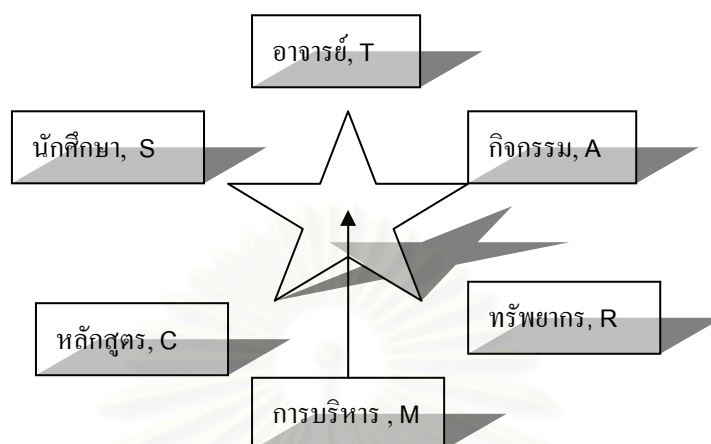 อาจารย์, T
นักศึกษา, S
กิจกรรม, A
หลักสูตร, C
ทรัพยากร, R
การบริหาร , M